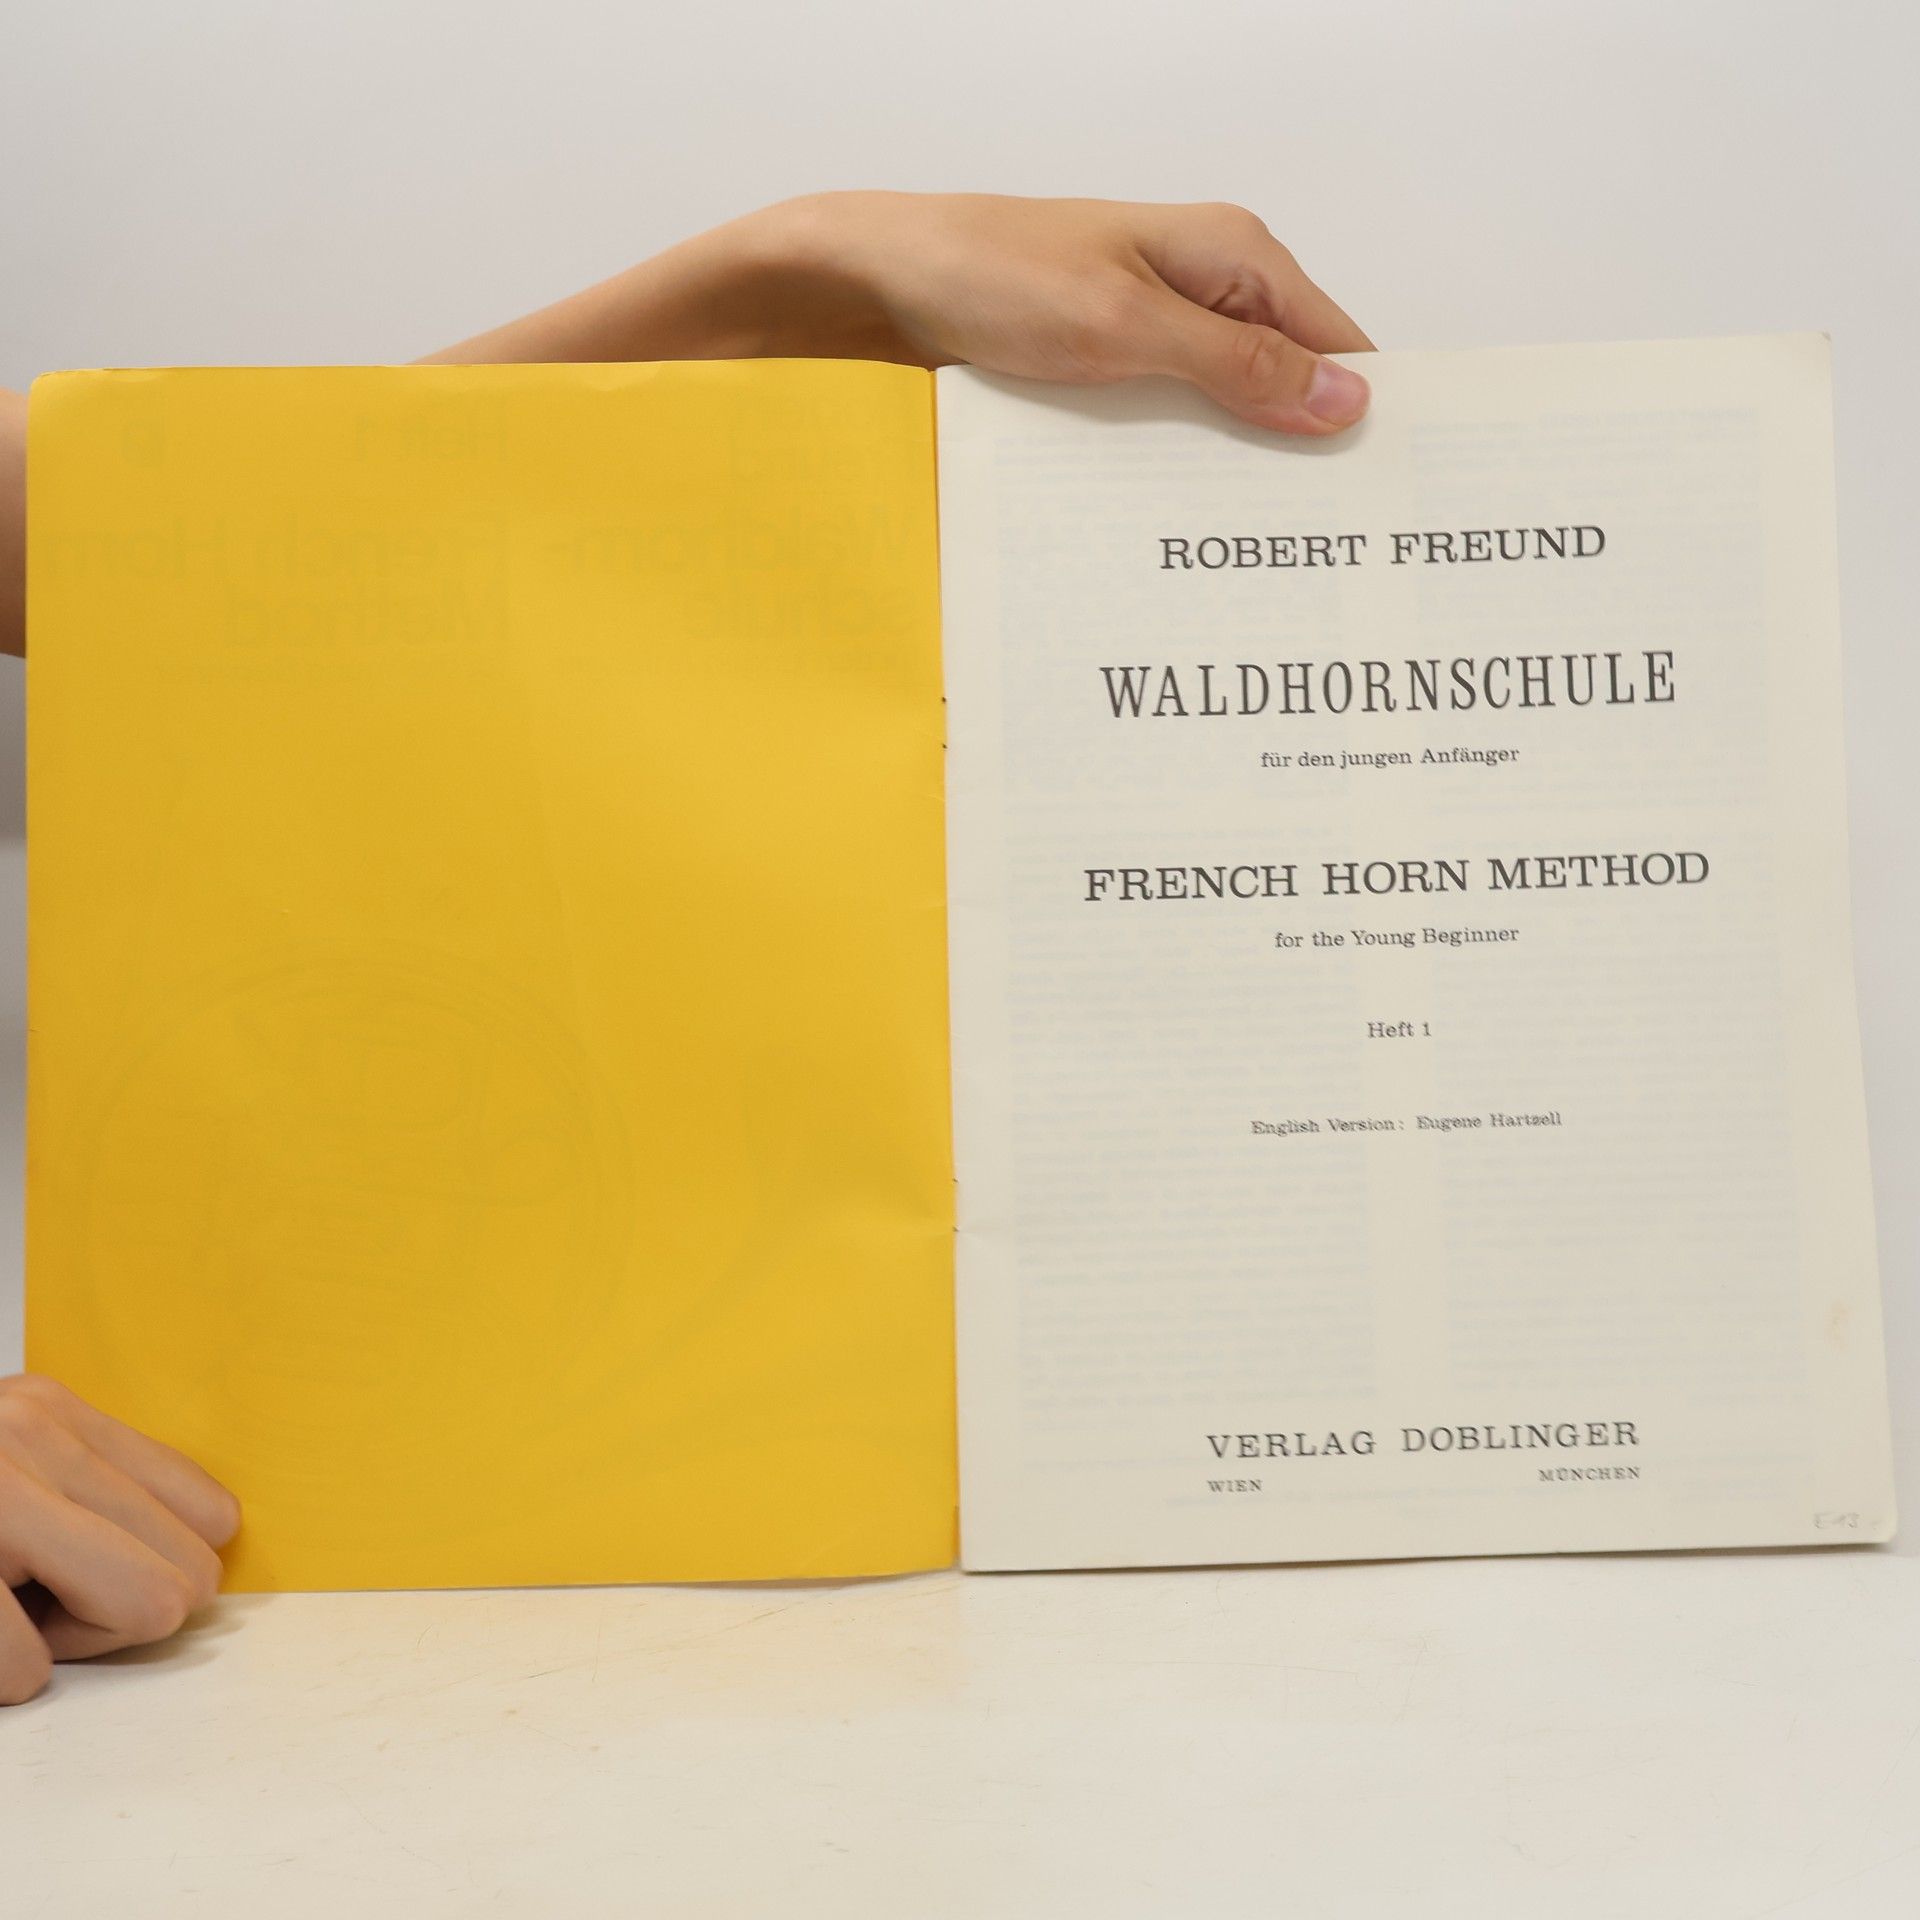 ROBERT FREUND
WALDHORNSCHULE
für den jungen Anfänger
FRENCH HORN METHOD
for the Young Beginner
Heft 1
English Version: Eugene Hartzell
VERLAG DOBLINGER
WIEN MÜNCHEN